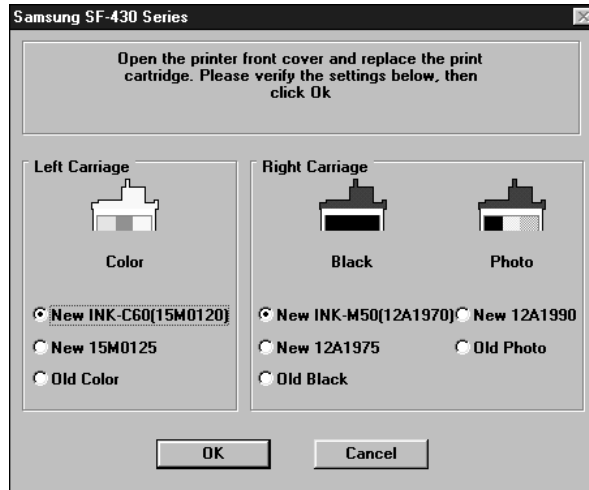 Samsung SF-430 Series
Open the printer front cover and replace the print
cartridge. Please verify the settings below, then
click Ok
Left Carriage
Color
New INK-C60(15M0120)
New 15M0125
Old Color
Right Carriage
Black Photo
New INK-M50(12A1970) New 12A1990
New 12A1975 Old Photo
Old Black
OK Cancel